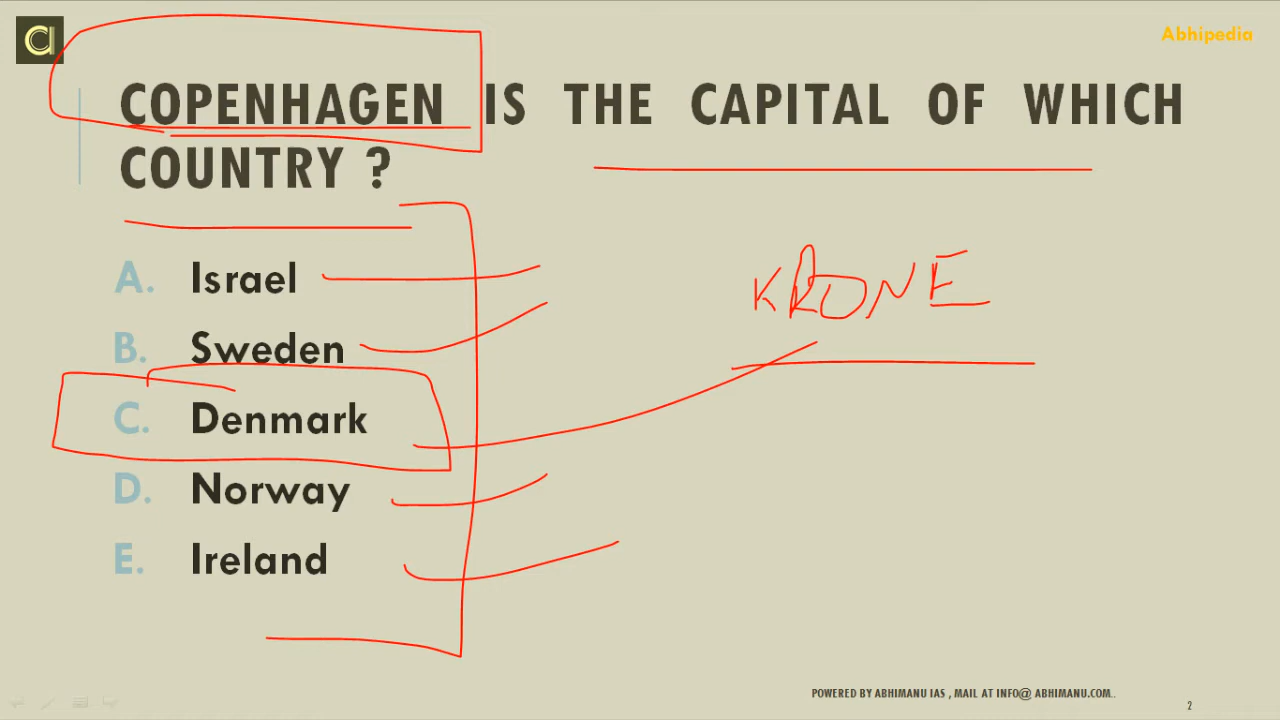 Abhipedia
COPENHAGEN IS THE CAPITAL OF WHICH
COUNTRY ?
A. Israel
B. Sweden
KRONE
C. Denmark
D. Norway
E. Ireland
POWERED BY ABHIMANU IAS , MAIL AT INFO@ ABHIMANU.COM..
2